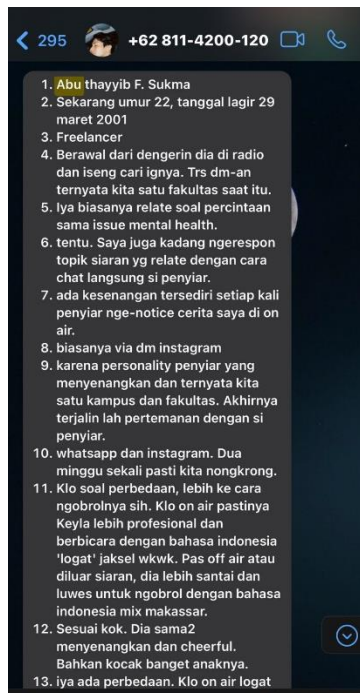 295
+62 811-4200-120
1. Abu thayyib F. Sukma
2. Sekarang umur 22, tanggal lagir 29
maret 2001
3. Freelancer
4. Berawal dari dengerin dia di radio
dan iseng cari ignya. Trs dm-an
ternyata kita satu fakultas saat itu.
5. Iya biasanya relate soal percintaan
sama issue mental health.
6. tentu. Saya juga kadang ngerespon
topik siaran yg relate dengan cara
chat langsung si penyiar.
7. ada kesenangan tersediri setiap kali
penyiar nge-notice cerita saya di on
air.
8. biasanya via dm instagram
9. karena personality penyiar yang
menyenangkan dan ternyata kita
satu kampus dan fakultas. Akhirnya
terjalin lah pertemanan dengan si
penyiar.
10. whatsapp dan instagram. Dua
minggu sekali pasti kita nongkrong.
11. Klo soal perbedaan, lebih ke cara
ngobrolnya sih. Klo on air pastinya
Keyla lebih profesional dan
berbicara dengan bahasa indonesia
'logat' jaksel wkwk. Pas off air atau
diluar siaran, dia lebih santai dan
luwes untuk ngobrol dengan bahasa
indonesia mix makassar.
12. Sesuai kok. Dia sama2
menyenangkan dan cheerful.
Bahkan kocak banget anaknya.
13. iya ada perbedaan. Klo on air logat